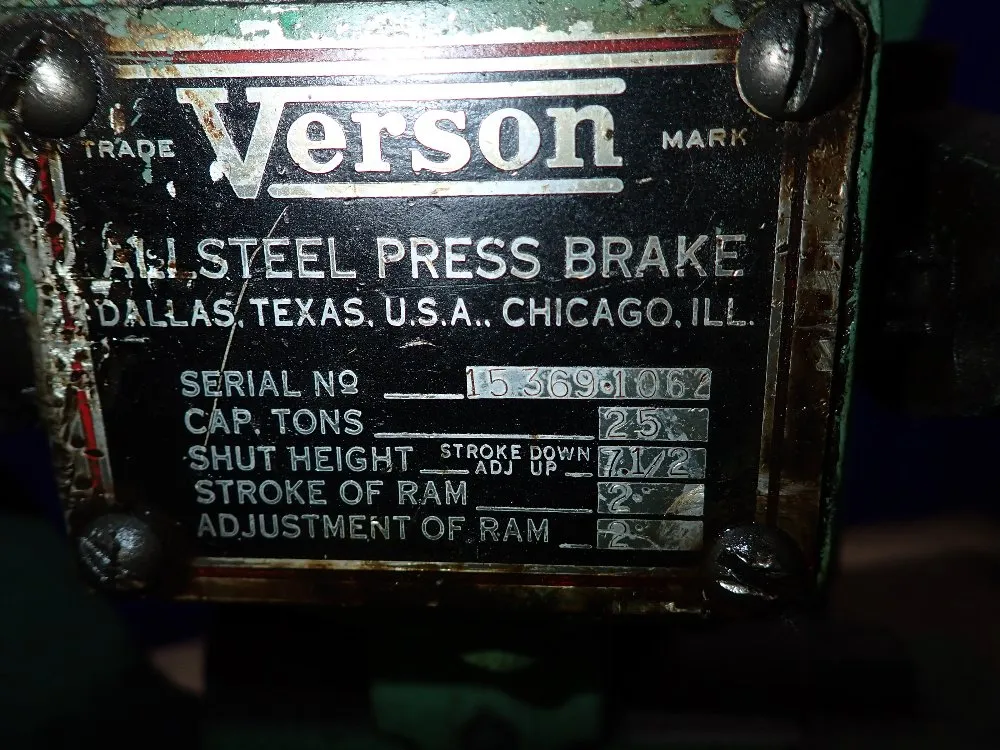 TRADE Verson MARK
ALL STEEL PRESS BRAKE
DALLAS, TEXAS, U.S.A., CHICAGO, ILL.
SERIAL Nº 15369-1062
CAP. TONS 25
SHUT HEIGHT STROKE DOWN ADJ UP 7.1/2
STROKE OF RAM 2"
ADJUSTMENT OF RAM 2"